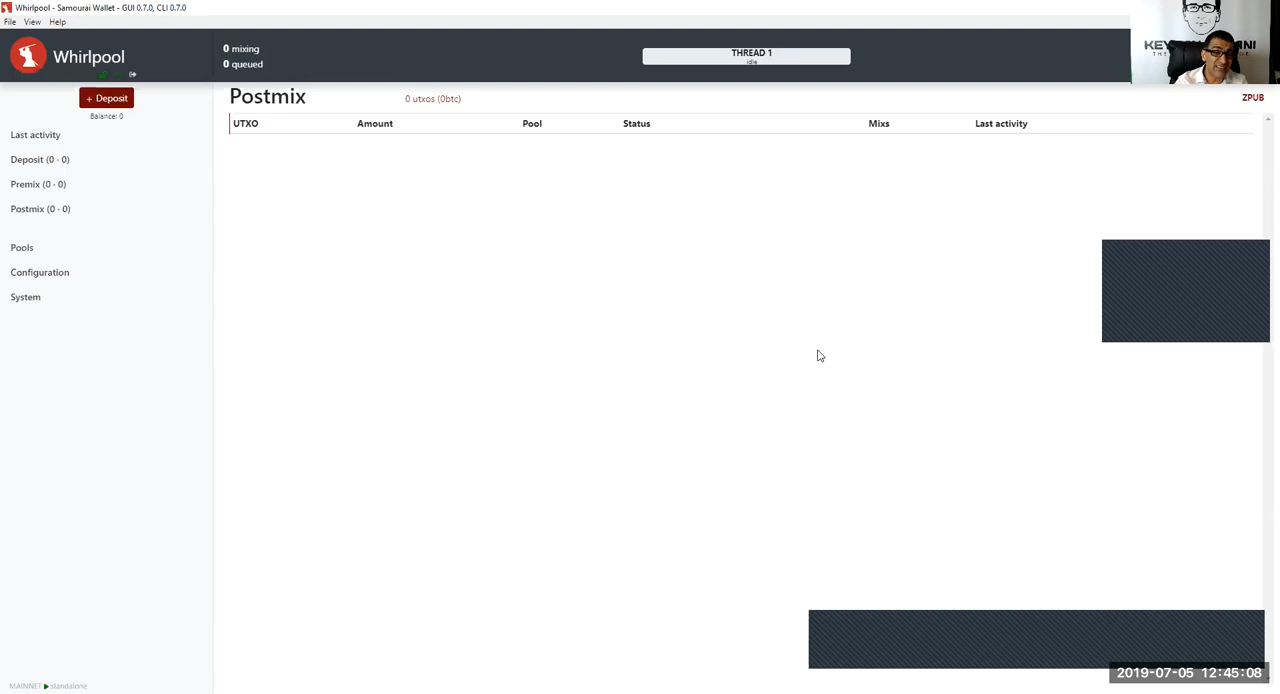 Whirlpool - Samourai Wallet - GUI 0.7.0, CLI 0.7.0
File View Help
Whirlpool
0 mixing
0 queued
THREAD 1
idle
+ Deposit
Balance: 0
Last activity
Deposit (0 · 0)
Premix (0 · 0)
Postmix (0 · 0)
Pools
Configuration
System
Postmix
0 utxos (0btc)
ZPUB
UTXO Amount Pool Status Mixs Last activity
MAINNET standalone
2019-07-05 12:45:08